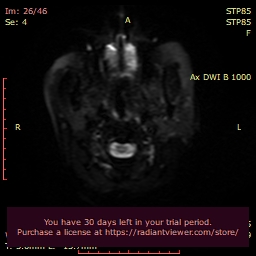 Im: 26/46
Se: 4
STP85
STP85
F
A
Ax DWI B 1000
R
L
You have 30 days left in your trial period.
Purchase a license at https://radiantviewer.com/store/